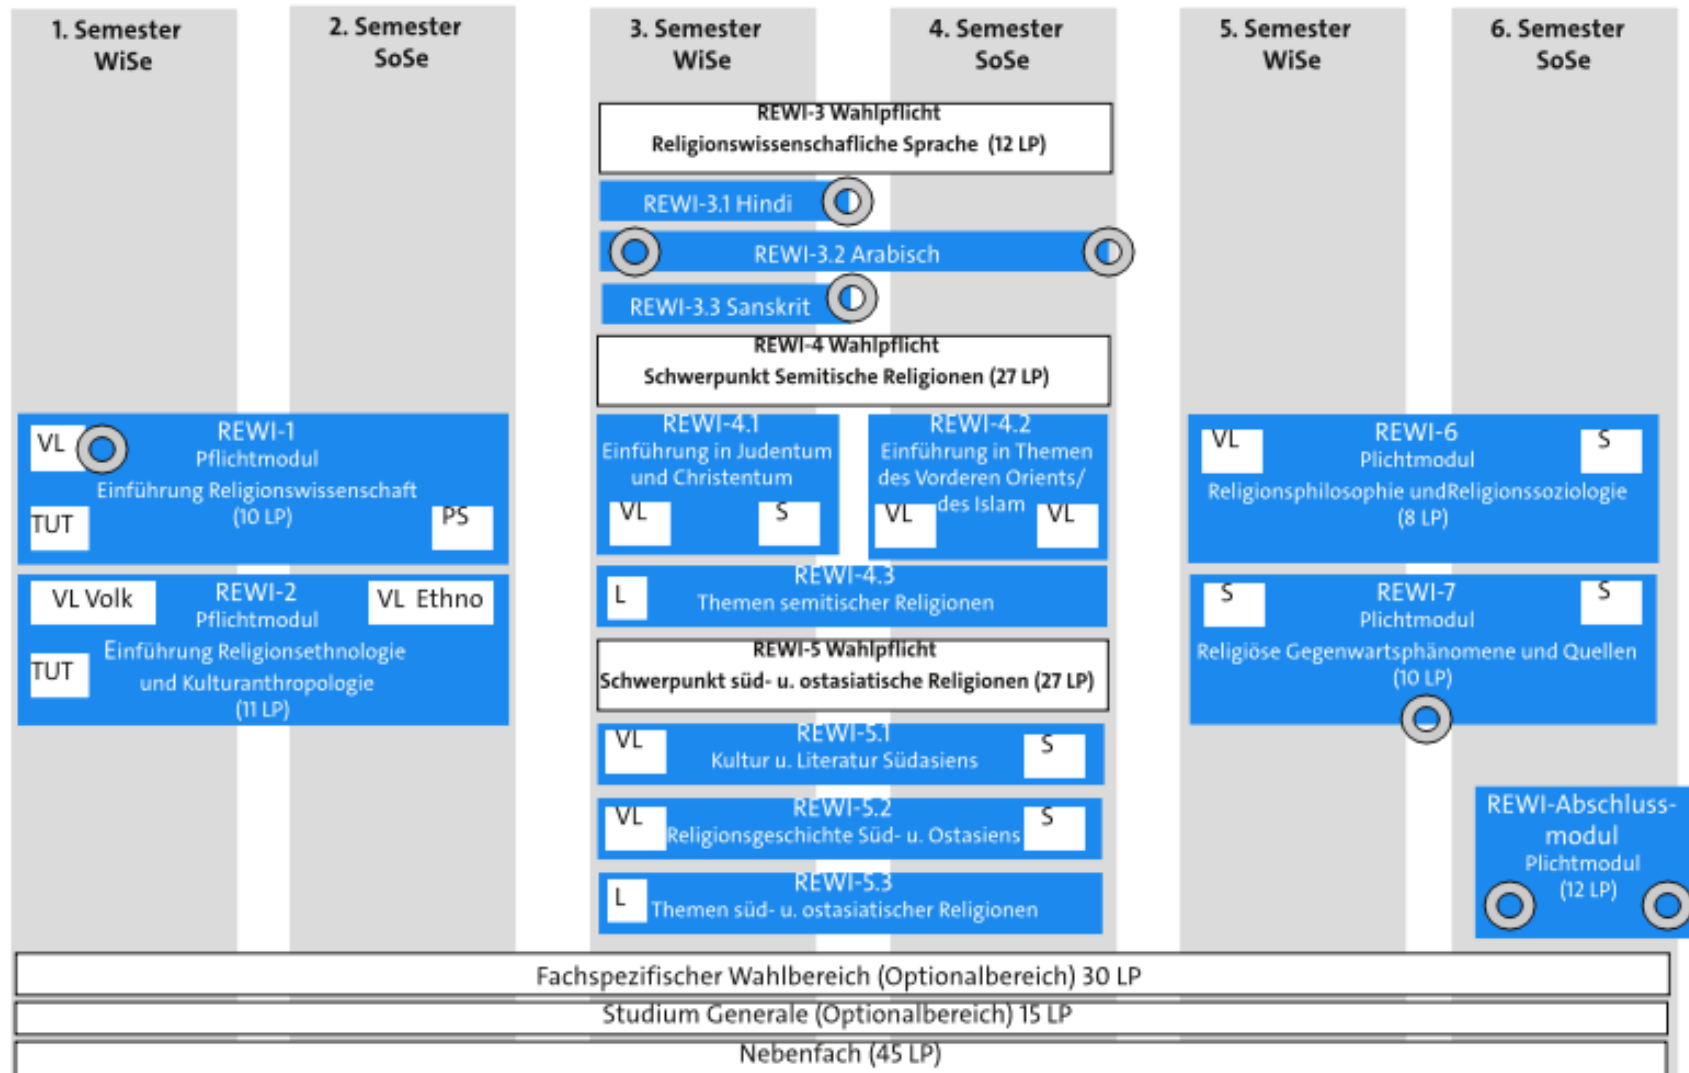 1. Semester
WiSe
2. Semester
SoSe
3. Semester
WiSe
4. Semester
SoSe
5. Semester
WiSe
6. Semester
SoSe
REWI-3 Wahlpflicht
Religionswissenschafliche Sprache (12 LP)
REWI-3.1 Hindi
REWI-3.2 Arabisch
REWI-3.3 Sanskrit
REWI-4 Wahlpflicht
Schwerpunkt Semitische Religionen (27 LP)
VL
REWI-1
Pflichtmodul
Einführung Religionswissenschaft
(10 LP)
TUT
PS
REWI-4.1
Einführung in Judentum
und Christentum
VL
S
REWI-4.2
Einführung in Themen
des Vorderen Orients/
des Islam
VL
VL
VL
REWI-6
Plichtmodul
S
Religionsphilosophie undReligionssoziologie
(8 LP)
VL Volk
REWI-2
Pflichtmodul
VL Ethno
Einführung Religionsethnologie
und Kulturanthropologie
(11 LP)
TUT
REWI-4.3
L
Themen semitischer Religionen
S
REWI-7
Plichtmodul
S
Religiöse Gegenwartsphänomene und Quellen
(10 LP)
REWI-5 Wahlpflicht
Schwerpunkt süd- u. ostasiatische Religionen (27 LP)
VL
REWI-5.1
Kultur u. Literatur Südasiens
S
VL
REWI-5.2
Religionsgeschichte Süd- u. Ostasiens
S
REWI-5.3
L
Themen süd- u. ostasiatischer Religionen
REWI-Abschluss-
modul
Plichtmodul
(12 LP)
Fachspezifischer Wahlbereich (Optionalbereich) 30 LP
Studium Generale (Optionalbereich) 15 LP
Nebenfach (45 LP)